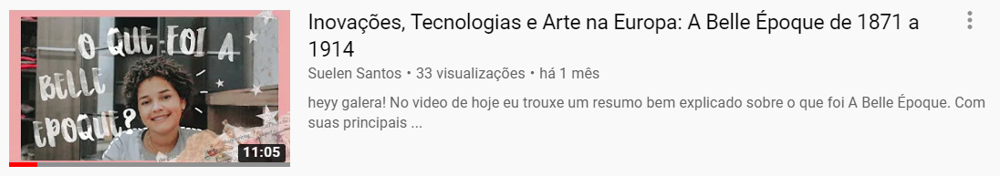 O QUE FOI A
BELLE
EPOQUE?
11:05
Inovações, Tecnologias e Arte na Europa: A Belle Époque de 1871 a
1914
Suelen Santos • 33 visualizações • há 1 mês
heyy galera! No video de hoje eu trouxe um resumo bem explicado sobre o que foi A Belle Époque. Com
suas principais ...